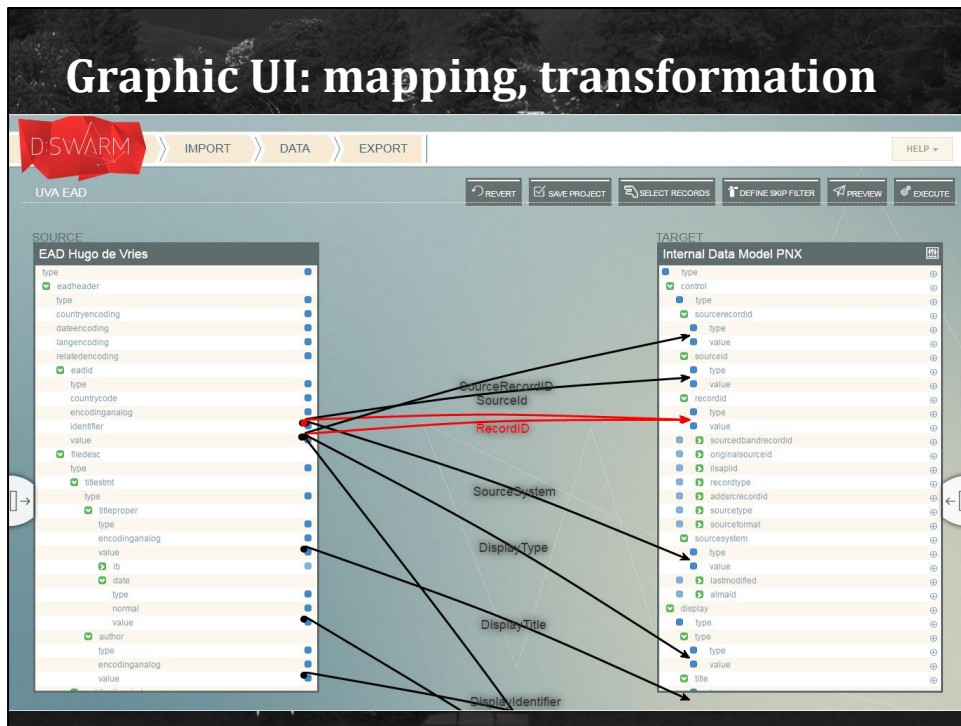 Graphic UI: mapping, transformation
D:SWARM
IMPORT
DATA
EXPORT
HELP
UVA EAD
REVERT
SAVE PROJECT
SELECT RECORDS
DEFINE SKIP FILTER
PREVIEW
EXECUTE
SOURCE
EAD Hugo de Vries
type
eadheader
type
countryencoding
dateencoding
langencoding
relatedencoding
eadid
type
countrycode
encodinganalog
identifier
value
filedesc
type
titlestmt
type
titleproper
type
encodinganalog
value
lb
date
type
normal
value
author
type
encodinganalog
value
SourceRecordID
SourceId
RecordID
SourceSystem
DisplayType
DisplayTitle
DisplayIdentifier
TARGET
Internal Data Model PNX
type
control
type
sourcerecordid
type
value
sourceid
type
value
recordid
type
value
sourcedbandrecordid
originalsourceid
ilsapiid
recordtype
addsrcrecordid
sourcetype
sourceformat
sourcesystem
type
value
lastmodified
almaid
display
type
type
type
value
title